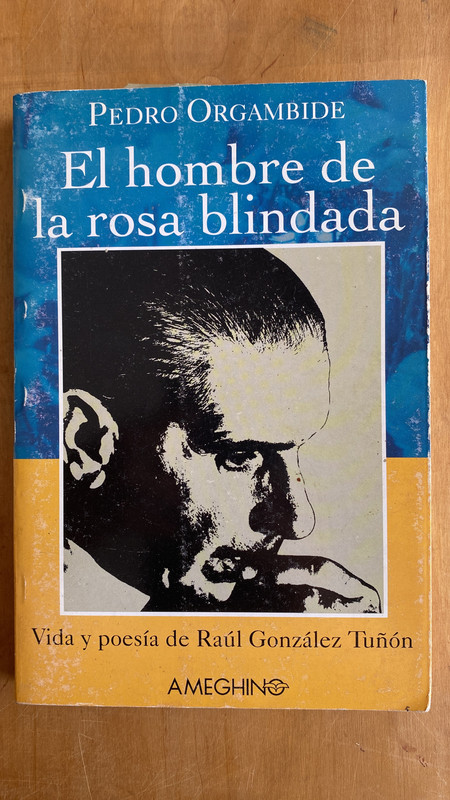 PEDRO ORGAMBIDE
El hombre de
la rosa blindada
Vida y poesía de Raúl González Tuñón
AMEGHINO